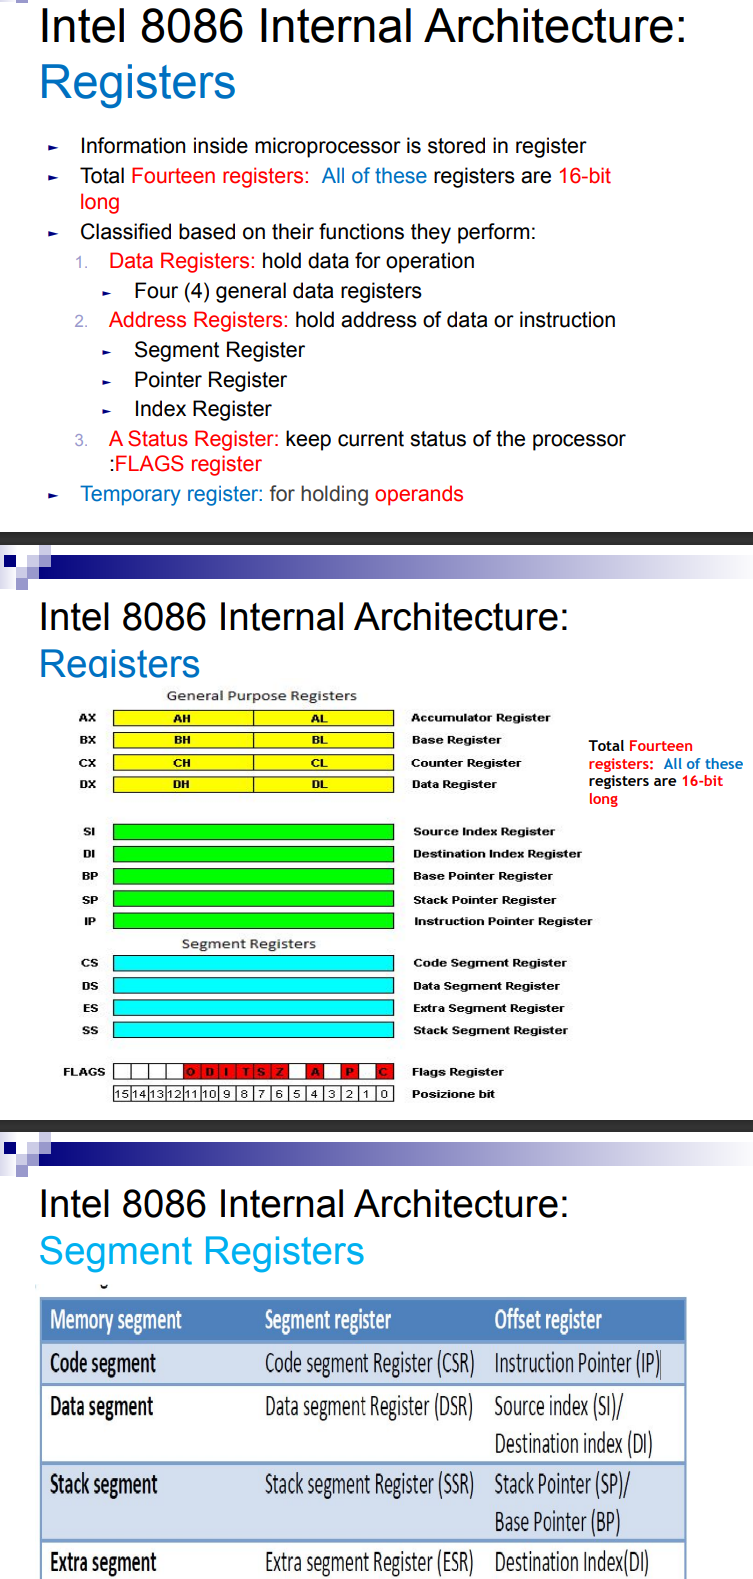 Intel 8086 Internal Architecture:
Registers
► Information inside microprocessor is stored in register
► Total Fourteen registers: All of these registers are 16-bit
long
► Classified based on their functions they perform:
1. Data Registers: hold data for operation
► Four (4) general data registers
2. Address Registers: hold address of data or instruction
► Segment Register
► Pointer Register
► Index Register
3. A Status Register: keep current status of the processor
:FLAGS register
► Temporary register: for holding operands
Intel 8086 Internal Architecture:
Registers
General Purpose Registers
AX AH AL Accumulator Register
BX BH BL Base Register
CX CH CL Counter Register
DX DH DL Data Register
Total Fourteen
registers: All of these
registers are 16-bit
long
SI Source Index Register
DI Destination Index Register
BP Base Pointer Register
SP Stack Pointer Register
IP Instruction Pointer Register
Segment Registers
CS Code Segment Register
DS Data Segment Register
ES Extra Segment Register
SS Stack Segment Register
FLAGS O D I T S Z A P C Flags Register
15 14 13 12 11 10 9 8 7 6 5 4 3 2 1 0 Posizione bit
Intel 8086 Internal Architecture:
Segment Registers
Memory segment Segment register Offset register
Code segment Code segment Register (CSR) Instruction Pointer (IP)
Data segment Data segment Register (DSR) Source index (SI)/
Destination index (DI)
Stack segment Stack segment Register (SSR) Stack Pointer (SP)/
Base Pointer (BP)
Extra segment Extra segment Register (ESR) Destination Index(DI)